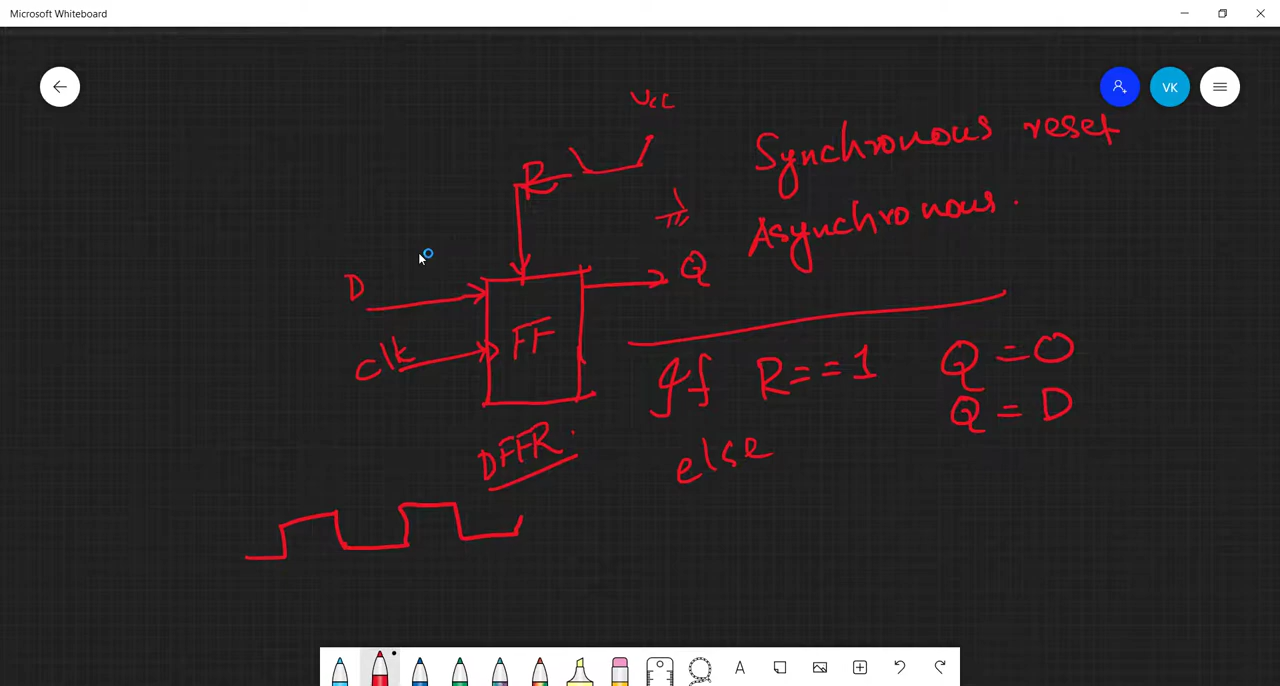 Microsoft Whiteboard
VK
Vcc
Synchronous reset
R
Asynchronous.
D
Q
clk
FF
If R==1 Q=0
Q=D
DFFR.
else
A